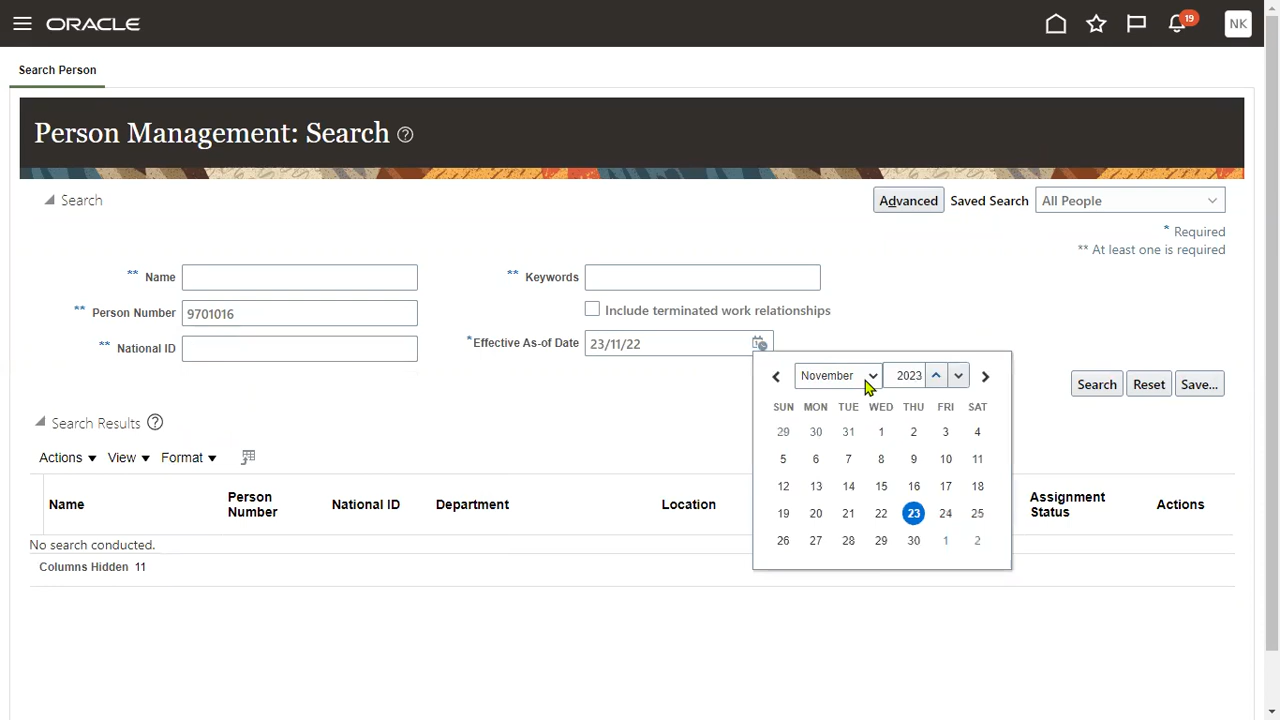 ORACLE
19
NK
Search Person
Person Management: Search
Search
Advanced
Saved Search
All People
* Required
** At least one is required
** Name
** Keywords
** Person Number
9701016
Include terminated work relationships
** National ID
*Effective As-of Date
23/11/22
November
2023
SUN MON TUE WED THU FRI SAT
29 30 31 1 2 3 4
5 6 7 8 9 10 11
12 13 14 15 16 17 18
19 20 21 22 23 24 25
26 27 28 29 30 1 2
Search
Reset
Save...
Search Results
Actions
View
Format
Name
Person
Number
National ID
Department
Location
Assignment
Status
Actions
No search conducted.
Columns Hidden 11